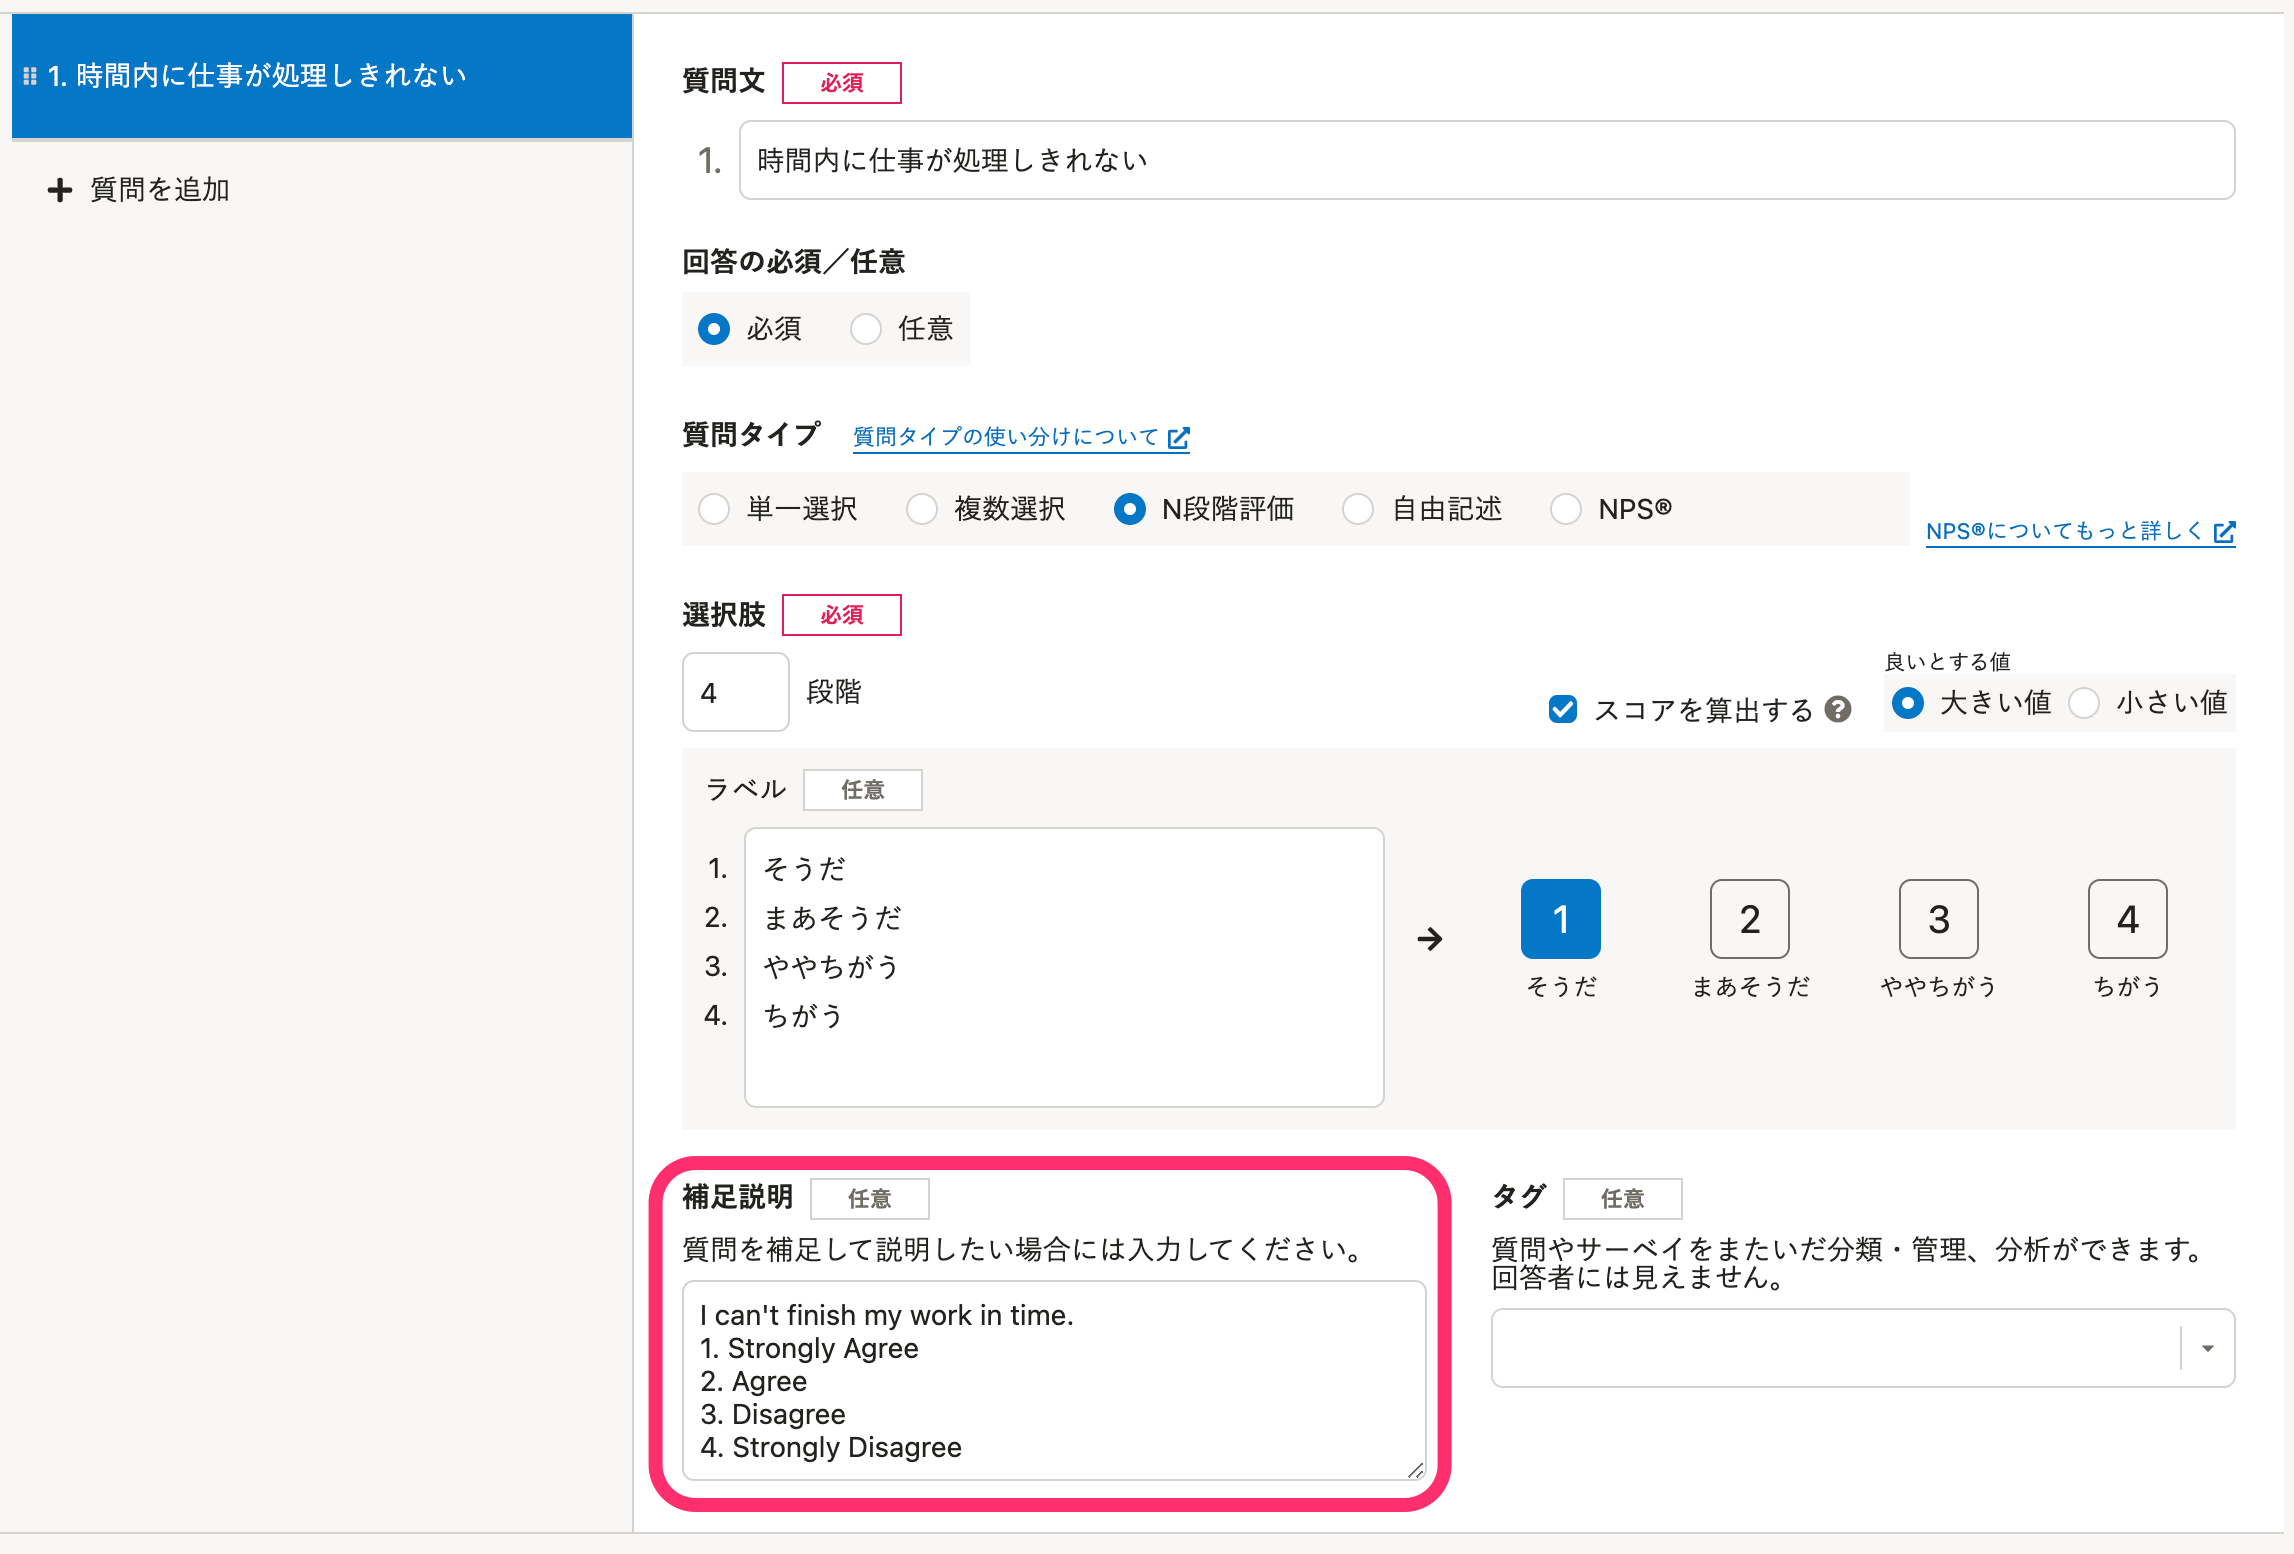 1. 時間内に仕事が処理しきれない
質問を追加
質問文 必須
1. 時間内に仕事が処理しきれない
回答の必須／任意
必須 任意
質問タイプ 質問タイプの使い分けについて
単一選択 複数選択 N段階評価 自由記述 NPS®
NPS®についてもっと詳しく
選択肢 必須
4 段階
スコアを算出する ?
良いとする値
大きい値 小さい値
ラベル 任意
1. そうだ
2. まあそうだ
3. ややちがう
4. ちがう
1 2 3 4
そうだ まあそうだ ややちがう ちがう
補足説明 任意
質問を補足して説明したい場合には入力してください。
I can't finish my work in time.
1. Strongly Agree
2. Agree
3. Disagree
4. Strongly Disagree
タグ 任意
質問やサーベイをまたいだ分類・管理、分析ができます。
回答者には見えません。